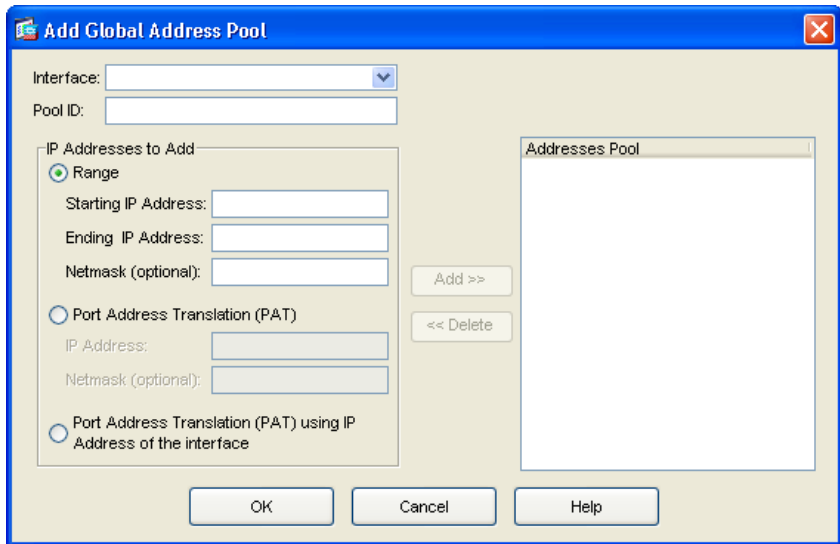 Add Global Address Pool
Interface:
Pool ID:
IP Addresses to Add
Range
Starting IP Address:
Ending IP Address:
Netmask (optional):
Port Address Translation (PAT)
IP Address:
Netmask (optional):
Port Address Translation (PAT) using IP
Address of the interface
Add >>
<< Delete
Addresses Pool
OK
Cancel
Help